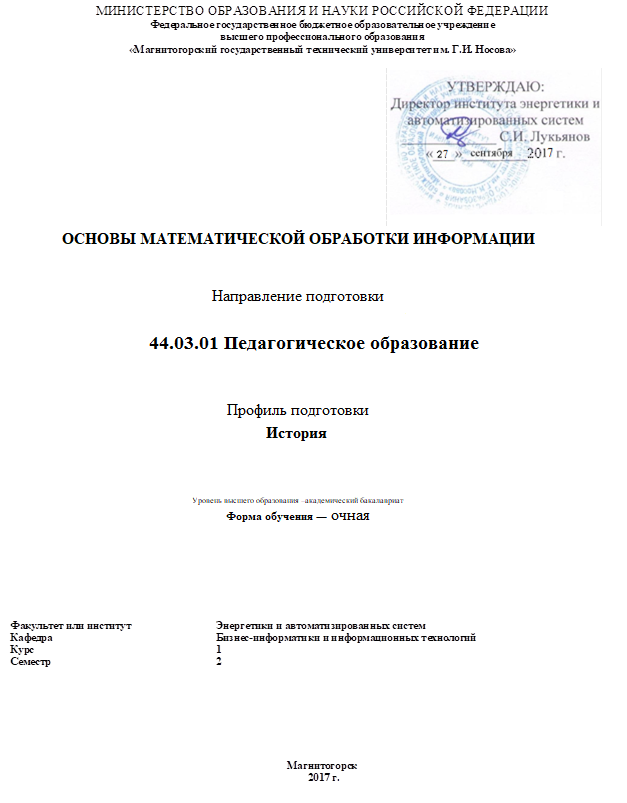 МИНИСТЕРСТВО ОБРАЗОВАНИЯ И НАУКИ РОССИЙСКОЙ ФЕДЕРАЦИИ
Федеральное государственное бюджетное образовательное учреждение
высшего профессионального образования
«Магнитогорский государственный технический университет им. Г.И. Носова»
УТВЕРЖДАЮ:
Директор института энергетики и
автоматизированных систем
С.И. Лукьянов
« 27 » сентября 2017 г.
ОСНОВЫ МАТЕМАТИЧЕСКОЙ ОБРАБОТКИ ИНФОРМАЦИИ
Направление подготовки
44.03.01 Педагогическое образование
Профиль подготовки
История
Уровень высшего образования –академический бакалавриат
Форма обучения — очная
Факультет или институт Энергетики и автоматизированных систем
Кафедра Бизнес-информатики и информационных технологий
Курс 1
Семестр 2
Магнитогорск
2017 г.